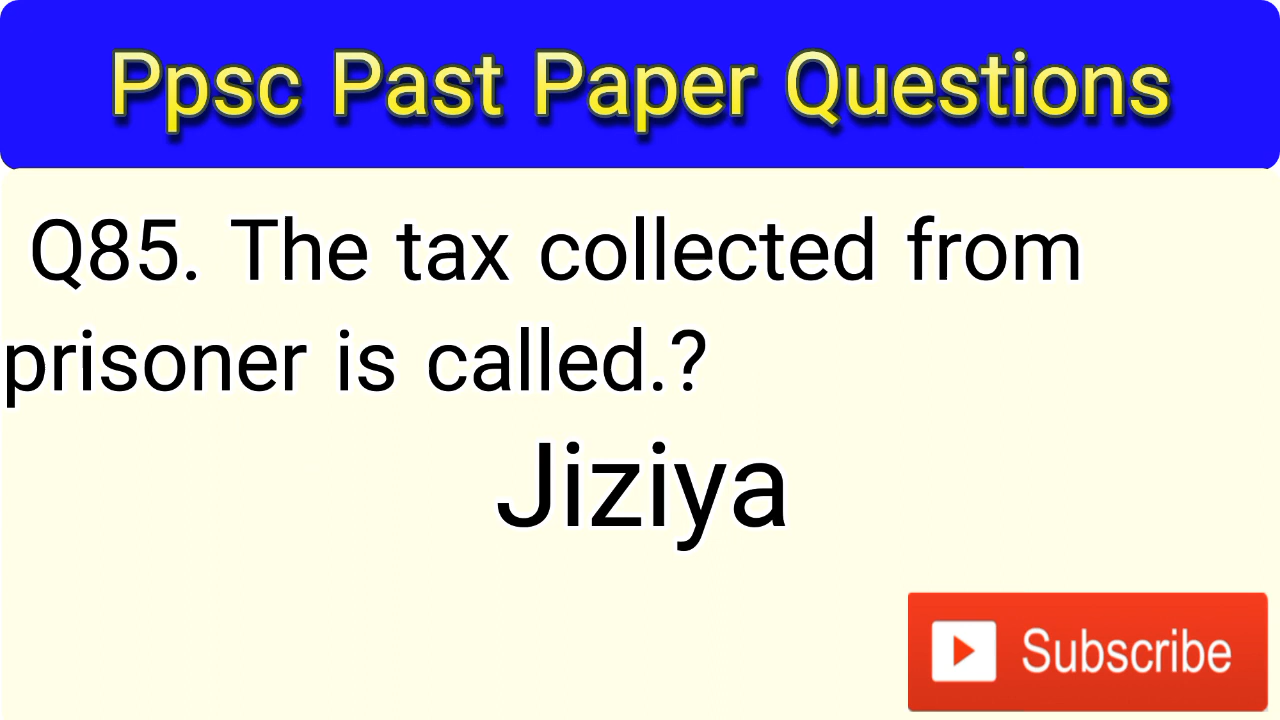 Ppsc Past Paper Questions
Q85. The tax collected from
prisoner is called.?
Jiziya
Subscribe